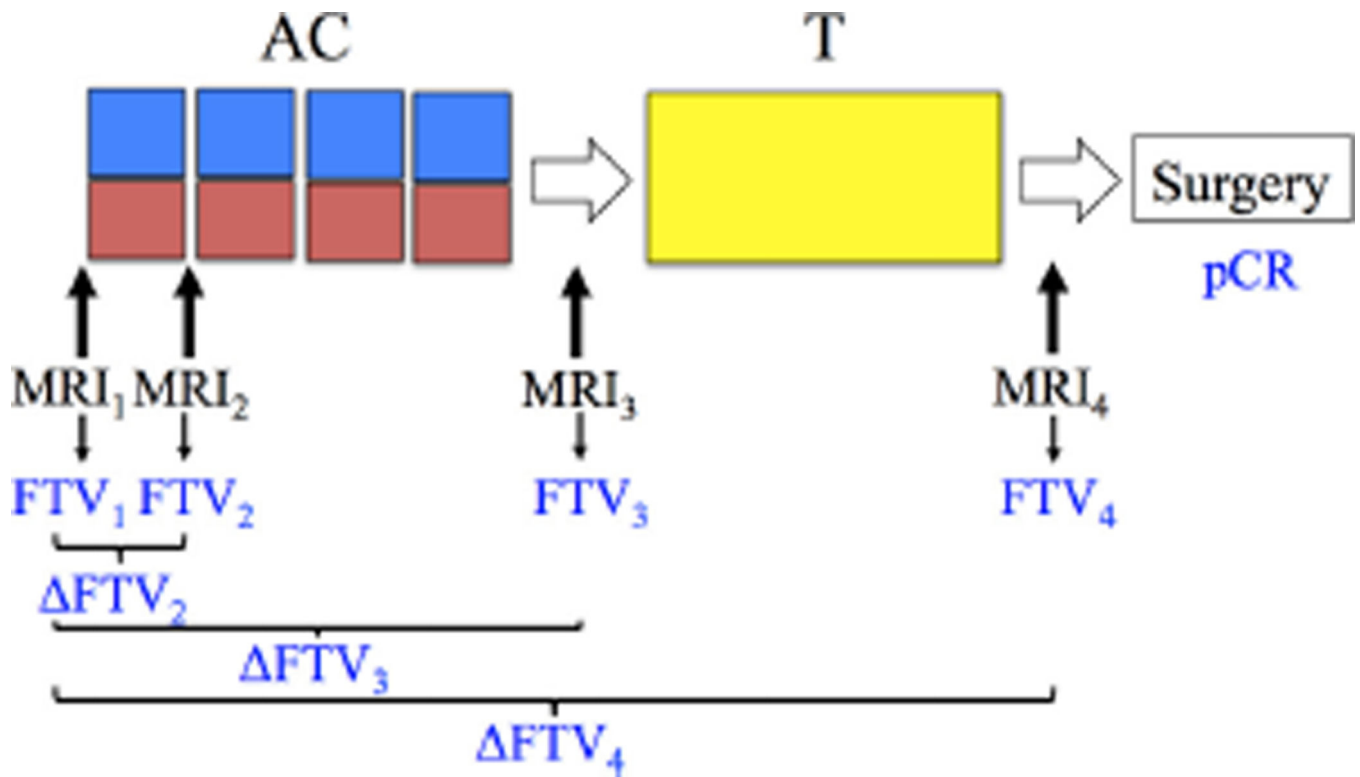 AC T
Surgery
pCR
MRI₁ MRI₂ MRI₃ MRI₄
FTV₁ FTV₂ FTV₃ FTV₄
ΔFTV₂
ΔFTV₃
ΔFTV₄